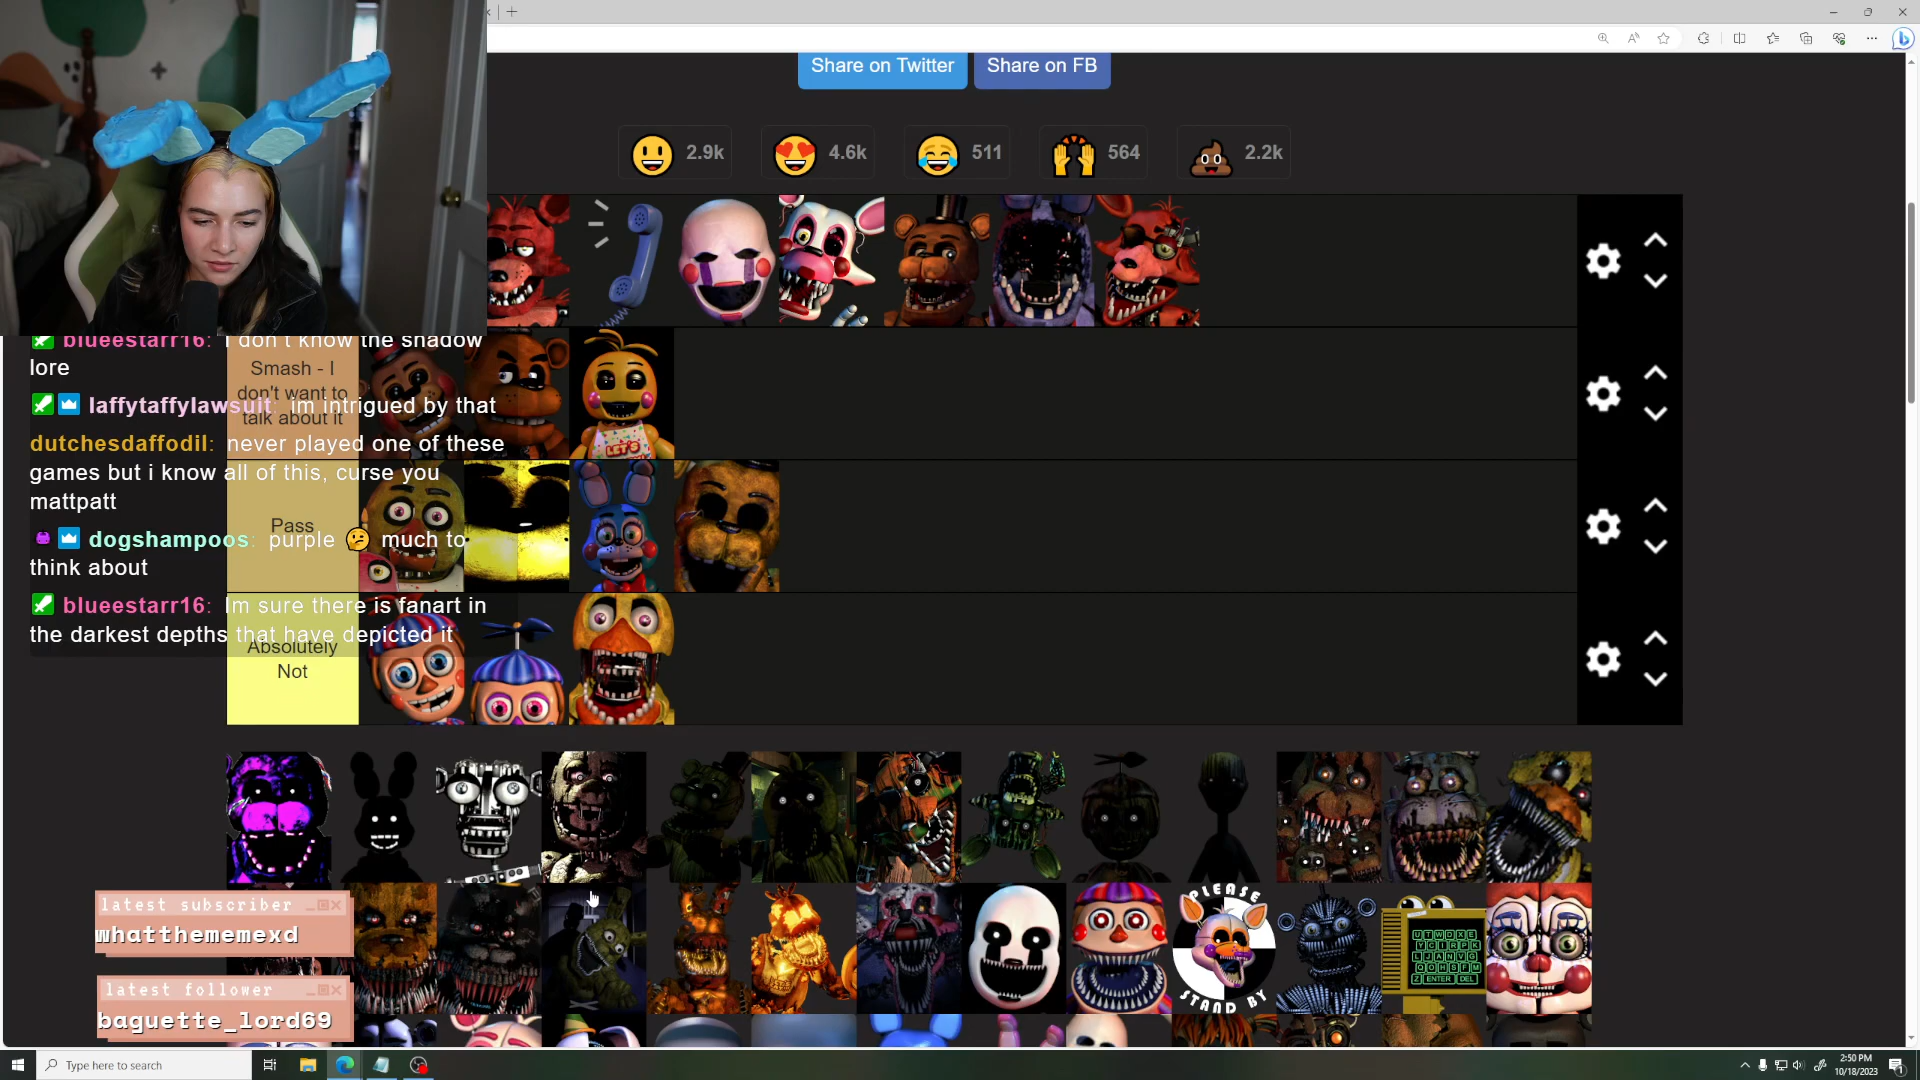 Share on Twitter
Share on FB
2.9k
4.6k
511
564
2.2k
blueestarr16: I don't know the shadow
lore
laffytaffylawsuit: im intrigued by that
dutchesdaffodil: never played one of these
games but i know all of this, curse you
mattpatt
dogshampoos: purple 🤔 much to
think about
blueestarr16: Im sure there is fanart in
the darkest depths that have depicted it
Smash - I
don't want to
talk about it
LET'S
Pass
Absolutely
Not
PLEASE
STAND BY
latest subscriber
whatthememexd
latest follower
baguette_lord69
Type here to search
2:50 PM
10/18/2023